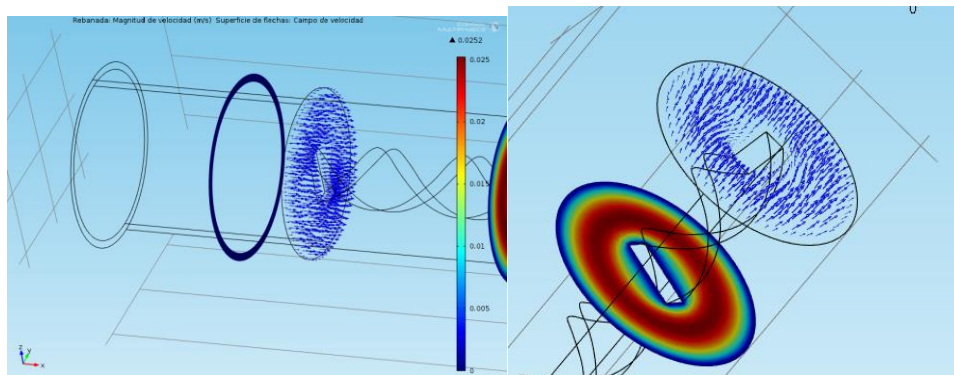 Rebanada: Magnitud de velocidad (m/s) Superficie de flechas: Campo de velocidad
▲ 0.0252
0.025
0.02
0.015
0.01
0.005
0
z
y
x
0